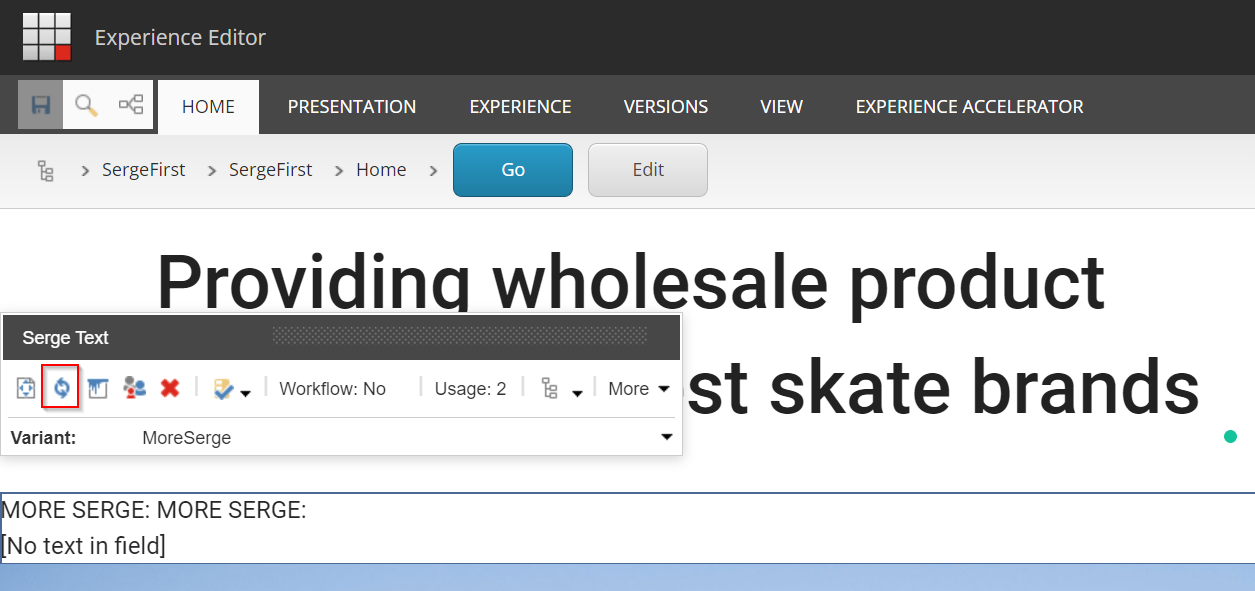 Experience Editor
HOME PRESENTATION EXPERIENCE VERSIONS VIEW EXPERIENCE ACCELERATOR
SergeFirst SergeFirst Home Go Edit
Providing wholesale product
Serge Text
Workflow: No Usage: 2 More
st skate brands
Variant: MoreSerge
MORE SERGE: MORE SERGE:
[No text in field]